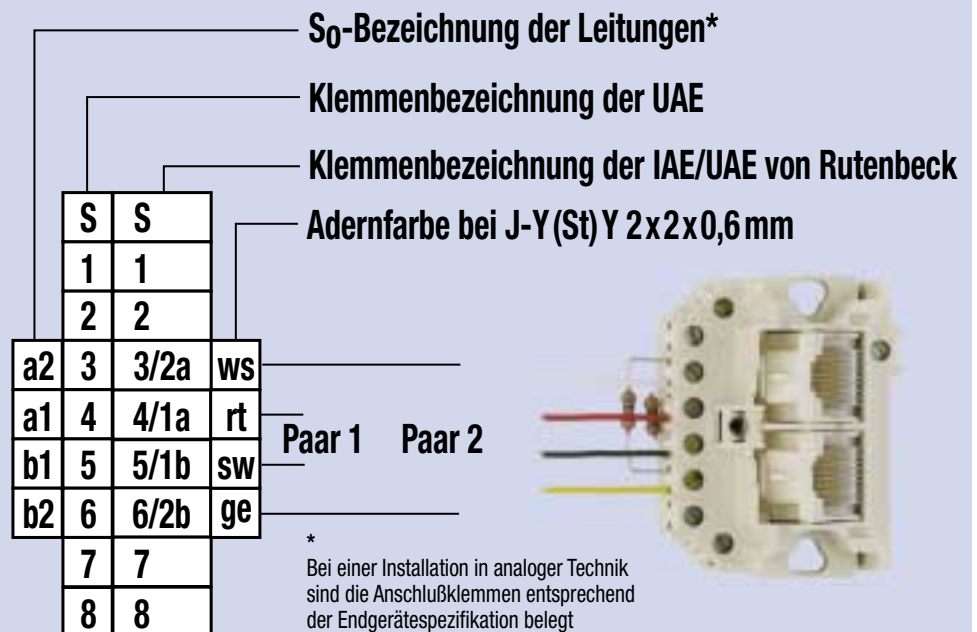 S0-Bezeichnung der Leitungen*
Klemmenbezeichnung der UAE
Klemmenbezeichnung der IAE/UAE von Rutenbeck
Adernfarbe bei J-Y(St)Y 2x2x0,6mm
S S
1 1
2 2
a2 3 3/2a ws
a1 4 4/1a rt
b1 5 5/1b sw
b2 6 6/2b ge
7 7
8 8
Paar 1 Paar 2
*
Bei einer Installation in analoger Technik
sind die Anschlußklemmen entsprechend
der Endgerätespezifikation belegt